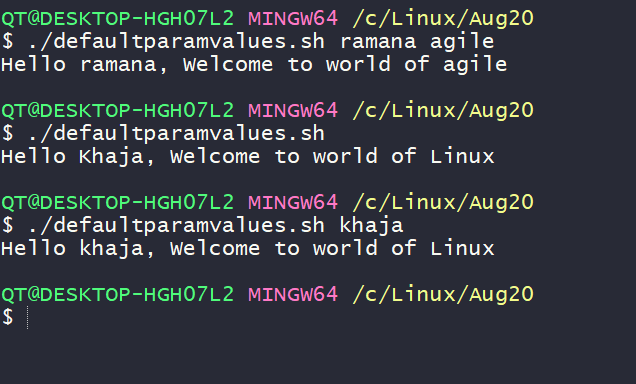 QT@DESKTOP-HGH07L2 MINGW64 /c/Linux/Aug20
$ ./defaultparamvalues.sh ramana agile
Hello ramana, Welcome to world of agile
QT@DESKTOP-HGH07L2 MINGW64 /c/Linux/Aug20
$ ./defaultparamvalues.sh
Hello Khaja, Welcome to world of Linux
QT@DESKTOP-HGH07L2 MINGW64 /c/Linux/Aug20
$ ./defaultparamvalues.sh khaja
Hello khaja, Welcome to world of Linux
QT@DESKTOP-HGH07L2 MINGW64 /c/Linux/Aug20
$